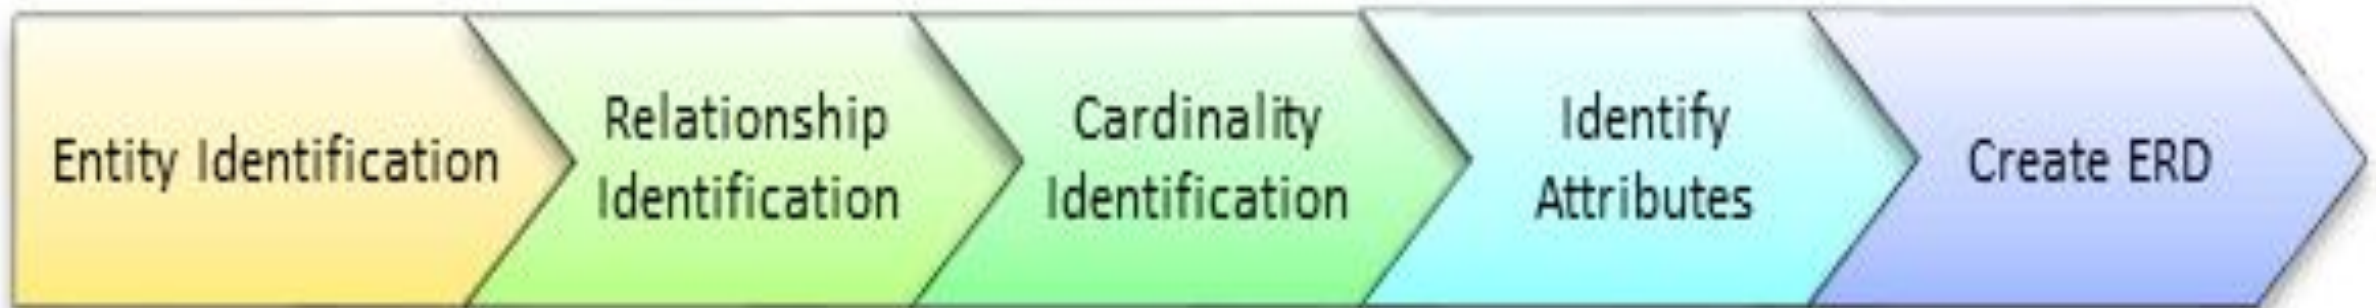 Entity Identification
Relationship
Identification
Cardinality
Identification
Identify
Attributes
Create ERD